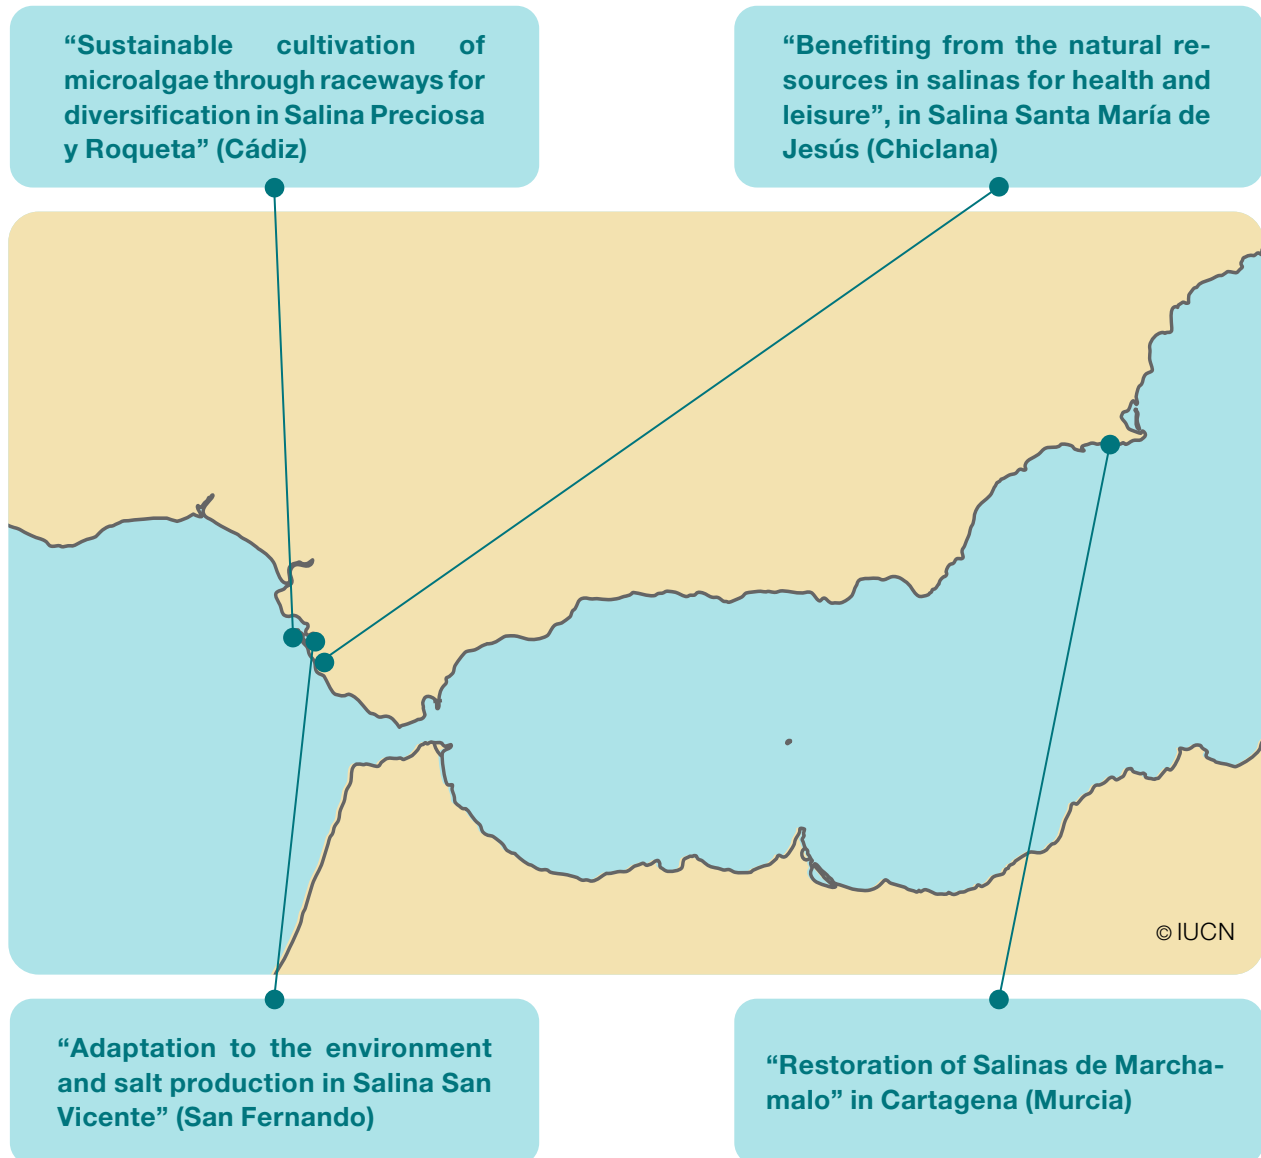 “Sustainable cultivation of
microalgae through raceways for
diversification in Salina Preciosa
y Roqueta” (Cádiz)
“Benefiting from the natural re-
sources in salinas for health and
leisure”, in Salina Santa María de
Jesús (Chiclana)
© IUCN
“Adaptation to the environment
and salt production in Salina San
Vicente” (San Fernando)
“Restoration of Salinas de Marcha-
malo” in Cartagena (Murcia)